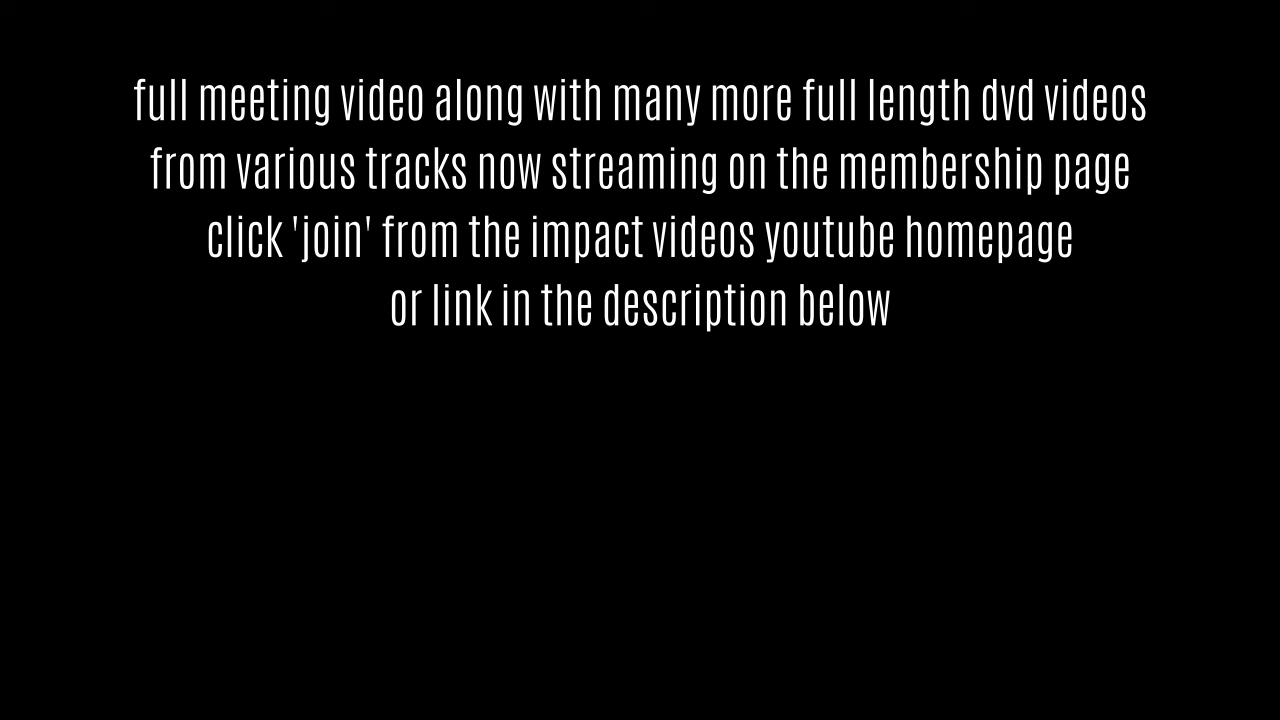 full meeting video along with many more full length dvd videos
from various tracks now streaming on the membership page
click 'join' from the impact videos youtube homepage
or link in the description below